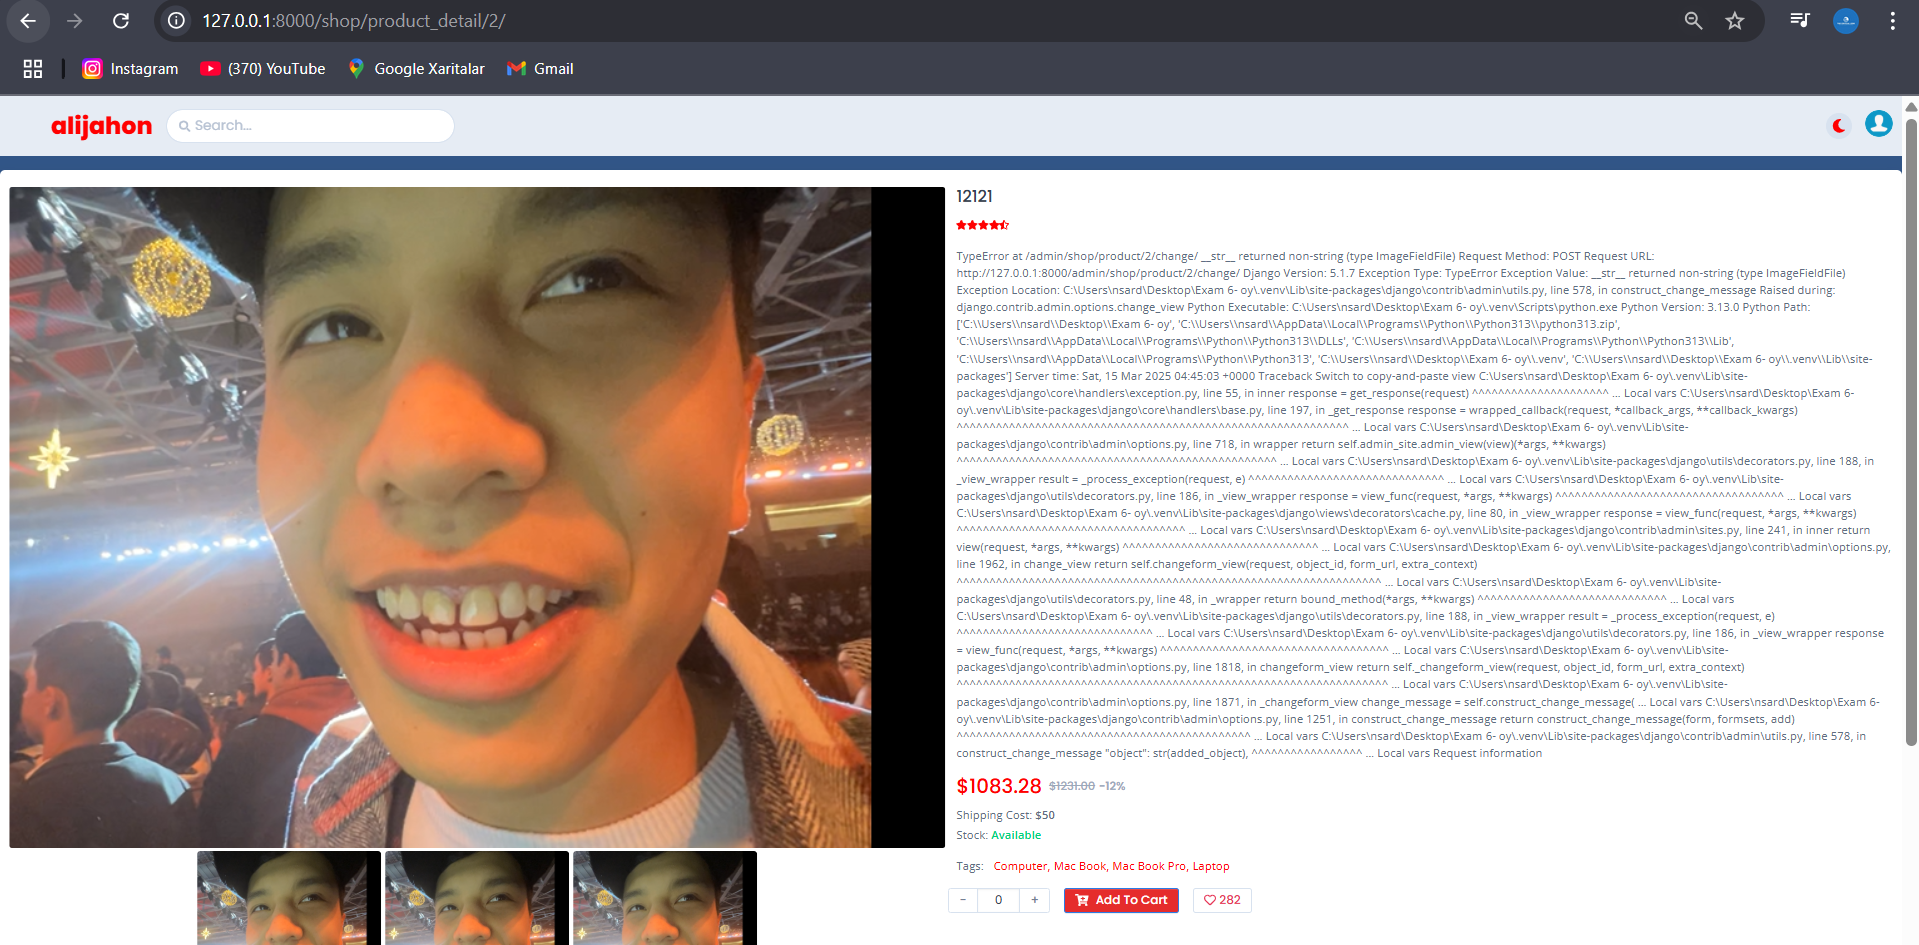 127.0.0.1:8000/shop/product_detail/2/
Instagram
(370) YouTube
Google Xaritalar
Gmail
alijahon
Search...
12121
TypeError at /admin/shop/product/2/change/ __str__ returned non-string (type ImageFieldFile) Request Method: POST Request URL:
http://127.0.0.1:8000/admin/shop/product/2/change/ Django Version: 5.1.7 Exception Type: TypeError Exception Value: __str__ returned non-string (type ImageFieldFile)
Exception Location: C:\Users\nsard\Desktop\Exam 6- oy\.venv\Lib\site-packages\django\contrib\admin\utils.py, line 578, in construct_change_message Raised during:
django.contrib.admin.options.change_view Python Executable: C:\Users\nsard\Desktop\Exam 6- oy\.venv\Scripts\python.exe Python Version: 3.13.0 Python Path:
['C:\\Users\\nsard\\Desktop\\Exam 6- oy', 'C:\\Users\\nsard\\AppData\\Local\\Programs\\Python\\Python313\\python313.zip',
'C:\\Users\\nsard\\AppData\\Local\\Programs\\Python\\Python313\\DLLs', 'C:\\Users\\nsard\\AppData\\Local\\Programs\\Python\\Python313\\Lib',
'C:\\Users\\nsard\\AppData\\Local\\Programs\\Python\\Python313', 'C:\\Users\\nsard\\Desktop\\Exam 6- oy\\.venv', 'C:\\Users\\nsard\\Desktop\\Exam 6- oy\\.venv\\Lib\\site-
packages'] Server time: Sat, 15 Mar 2025 04:45:03 +0000 Traceback Switch to copy-and-paste view C:\Users\nsard\Desktop\Exam 6- oy\.venv\Lib\site-
packages\django\core\handlers\exception.py, line 55, in inner response = get_response(request) ^^^^^^^^^^^^^^^^^^^^^ … Local vars C:\Users\nsard\Desktop\Exam 6-
oy\.venv\Lib\site-packages\django\core\handlers\base.py, line 197, in _get_response response = wrapped_callback(request, *callback_args, **callback_kwargs)
^^^^^^^^^^^^^^^^^^^^^^^^^^^^^^^^^^^^^^^^^^^^^^^^^^^^^^^^^^^^ … Local vars C:\Users\nsard\Desktop\Exam 6- oy\.venv\Lib\site-
packages\django\contrib\admin\options.py, line 718, in wrapper return self.admin_site.admin_view(view)(*args, **kwargs)
^^^^^^^^^^^^^^^^^^^^^^^^^^^^^^^^^^^^^^^^^^^^^^^^^ … Local vars C:\Users\nsard\Desktop\Exam 6- oy\.venv\Lib\site-packages\django\utils\decorators.py, line 188, in
_view_wrapper result = _process_exception(request, e) ^^^^^^^^^^^^^^^^^^^^^^^^^^^^^^ … Local vars C:\Users\nsard\Desktop\Exam 6- oy\.venv\Lib\site-
packages\django\utils\decorators.py, line 186, in _view_wrapper response = view_func(request, *args, **kwargs) ^^^^^^^^^^^^^^^^^^^^^^^^^^^^^^^^^^^ … Local vars
C:\Users\nsard\Desktop\Exam 6- oy\.venv\Lib\site-packages\django\views\decorators\cache.py, line 80, in _view_wrapper response = view_func(request, *args, **kwargs)
^^^^^^^^^^^^^^^^^^^^^^^^^^^^^^^^^^^ … Local vars C:\Users\nsard\Desktop\Exam 6- oy\.venv\Lib\site-packages\django\contrib\admin\sites.py, line 241, in inner return
view(request, *args, **kwargs) ^^^^^^^^^^^^^^^^^^^^^^^^^^^^^^ … Local vars C:\Users\nsard\Desktop\Exam 6- oy\.venv\Lib\site-packages\django\contrib\admin\options.py,
line 1962, in change_view return self.changeform_view(request, object_id, form_url, extra_context)
^^^^^^^^^^^^^^^^^^^^^^^^^^^^^^^^^^^^^^^^^^^^^^^^^^^^^^^^^^^^^^^^^ … Local vars C:\Users\nsard\Desktop\Exam 6- oy\.venv\Lib\site-
packages\django\utils\decorators.py, line 48, in _wrapper return bound_method(*args, **kwargs) ^^^^^^^^^^^^^^^^^^^^^^^^^^^^^ … Local vars
C:\Users\nsard\Desktop\Exam 6- oy\.venv\Lib\site-packages\django\utils\decorators.py, line 188, in _view_wrapper result = _process_exception(request, e)
^^^^^^^^^^^^^^^^^^^^^^^^^^^^^^ … Local vars C:\Users\nsard\Desktop\Exam 6- oy\.venv\Lib\site-packages\django\utils\decorators.py, line 186, in _view_wrapper response
= view_func(request, *args, **kwargs) ^^^^^^^^^^^^^^^^^^^^^^^^^^^^^^^^^^^ … Local vars C:\Users\nsard\Desktop\Exam 6- oy\.venv\Lib\site-
packages\django\contrib\admin\options.py, line 1818, in changeform_view return self._changeform_view(request, object_id, form_url, extra_context)
^^^^^^^^^^^^^^^^^^^^^^^^^^^^^^^^^^^^^^^^^^^^^^^^^^^^^^^^^^^^^^^^^^ … Local vars C:\Users\nsard\Desktop\Exam 6- oy\.venv\Lib\site-
packages\django\contrib\admin\options.py, line 1871, in _changeform_view change_message = self.construct_change_message( … Local vars C:\Users\nsard\Desktop\Exam 6-
oy\.venv\Lib\site-packages\django\contrib\admin\options.py, line 1251, in construct_change_message return construct_change_message(form, formsets, add)
^^^^^^^^^^^^^^^^^^^^^^^^^^^^^^^^^^^^^^^^^^^^^ … Local vars C:\Users\nsard\Desktop\Exam 6- oy\.venv\Lib\site-packages\django\contrib\admin\utils.py, line 578, in
construct_change_message "object": str(added_object), ^^^^^^^^^^^^^^^^^ … Local vars Request information
$1083.28 $1231.00 -12%
Shipping Cost: $50
Stock: Available
Tags: Computer, Mac Book, Mac Book Pro, Laptop
- 0 + Add To Cart 282